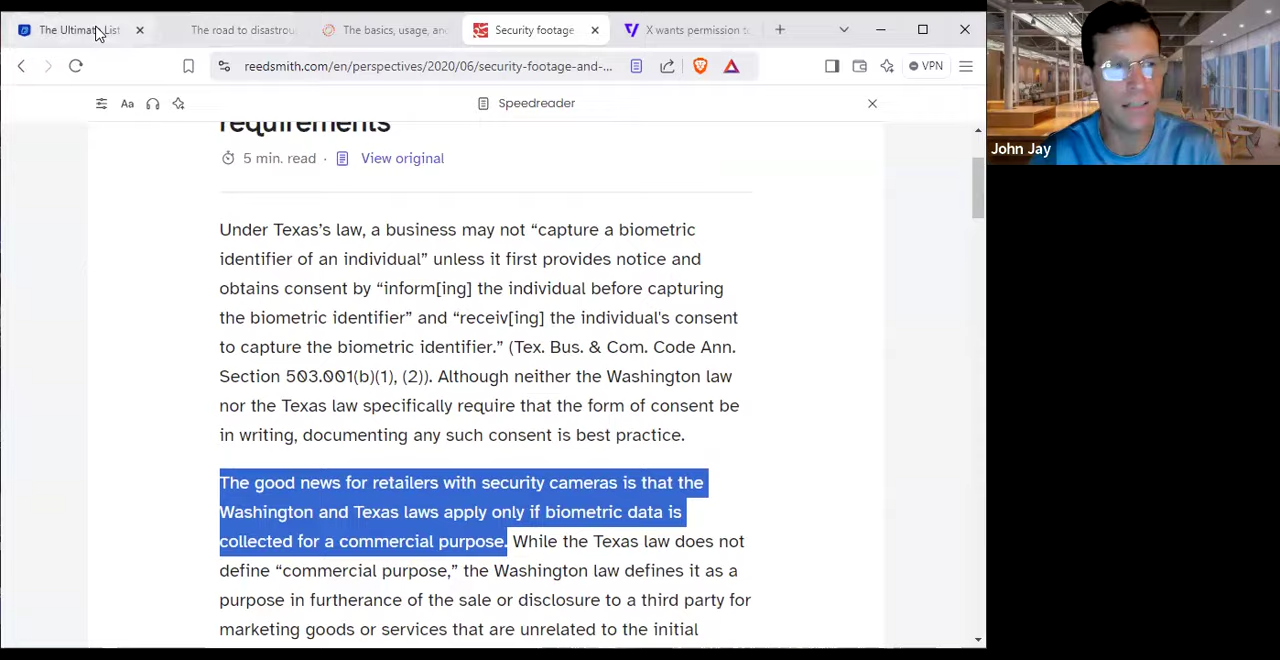 The Ultimate List
The road to disastrou
The basics, usage, an
Security footage
X wants permission t
reedsmith.com/en/perspectives/2020/06/security-footage-and-...
VPN
Aa
Speedreader
requirements
5 min. read · View original
Under Texas’s law, a business may not “capture a biometric
identifier of an individual” unless it first provides notice and
obtains consent by “inform[ing] the individual before capturing
the biometric identifier” and “receiv[ing] the individual's consent
to capture the biometric identifier.” (Tex. Bus. & Com. Code Ann.
Section 503.001(b)(1), (2)). Although neither the Washington law
nor the Texas law specifically require that the form of consent be
in writing, documenting any such consent is best practice.
The good news for retailers with security cameras is that the
Washington and Texas laws apply only if biometric data is
collected for a commercial purpose. While the Texas law does not
define “commercial purpose,” the Washington law defines it as a
purpose in furtherance of the sale or disclosure to a third party for
marketing goods or services that are unrelated to the initial
John Jay